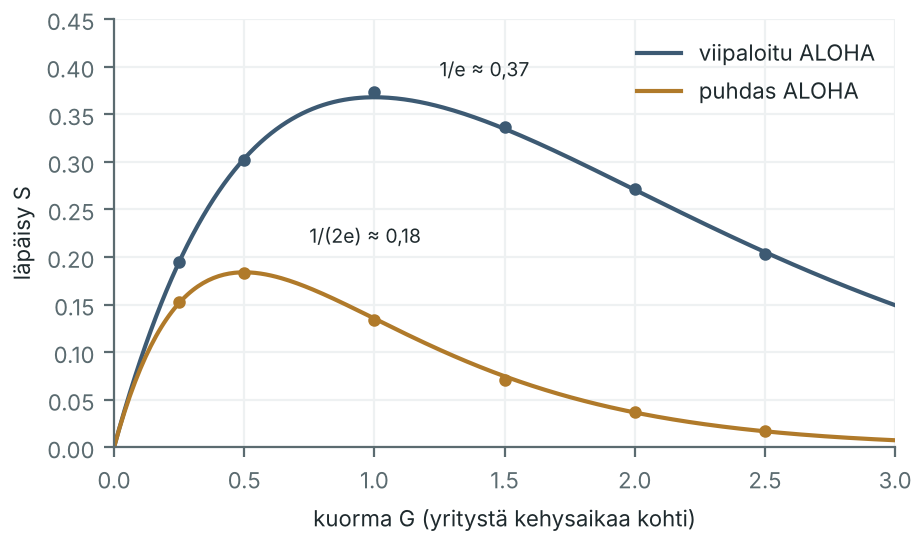 0.45
0.40
0.35
0.30
0.25
0.20
0.15
0.10
0.05
0.00
läpäisy S
1/e ≈ 0,37
1/(2e) ≈ 0,18
viipaloitu ALOHA
puhdas ALOHA
0.0 0.5 1.0 1.5 2.0 2.5 3.0
kuorma G (yritystä kehysaikaa kohti)